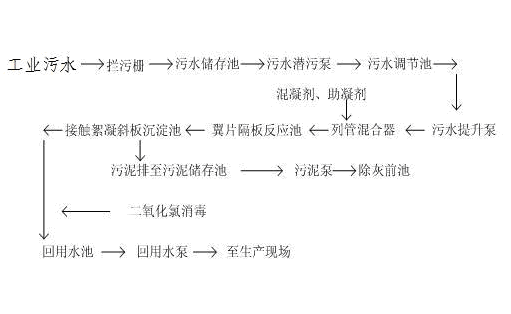 工业污水 拦污栅 污水储存池 污水潜污泵 污水调节池
混凝剂、助凝剂
接触絮凝斜板沉淀池 翼片隔板反应池 列管混合器 污水提升泵
污泥排至污泥储存池 污泥泵 除灰前池
二氧化氯消毒
回用水池 回用水泵 至生产现场